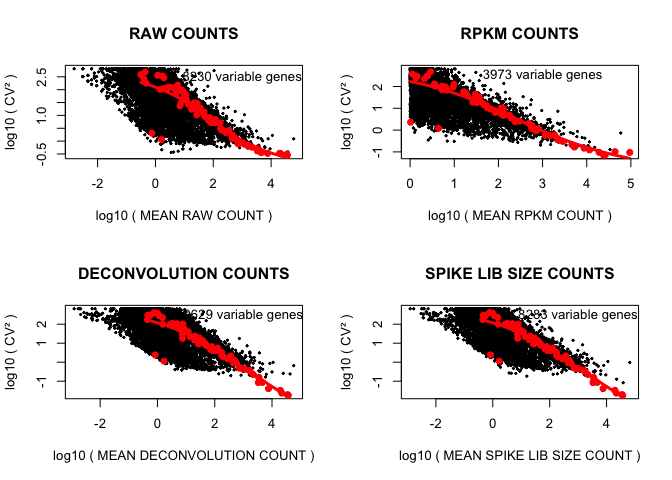 RAW COUNTS
2.5
1.0
-0.5
log10 ( CV² )
variable genes
-2 0 2 4
log10 ( MEAN RAW COUNT )
RPKM COUNTS
2
1
0
-1
log10 ( CV² )
3973 variable genes
0 1 2 3 4 5
log10 ( MEAN RPKM COUNT )
DECONVOLUTION COUNTS
2
-1
log10 ( CV² )
variable genes
-2 0 2 4
log10 ( MEAN DECONVOLUTION COUNT )
SPIKE LIB SIZE COUNTS
2
-1
log10 ( CV² )
variable genes
-2 0 2 4
log10 ( MEAN SPIKE LIB SIZE COUNT )